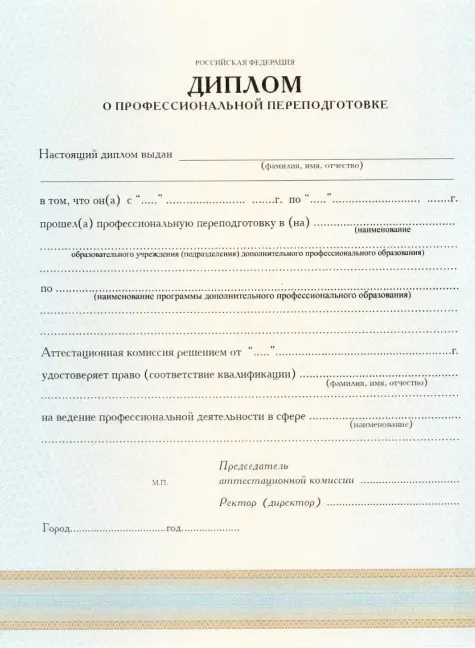 РОССИЙСКАЯ ФЕДЕРАЦИЯ
ДИПЛОМ
О ПРОФЕССИОНАЛЬНОЙ ПЕРЕПОДГОТОВКЕ
Настоящий диплом выдан
(фамилия, имя, отчество)
в том, что он(а) с “.....” ....................... .......г. по “.....”.......................... .......г.
прошел(а) профессиональную переподготовку в (на) ...............................
(наименование
образовательного учреждения (подразделения) дополнительного профессионального образования)
по ..........................................................................................
(наименование программы дополнительного профессионального образования)
Аттестационная комиссия решением от “.....”..............................................г.
удостоверяет право (соответствие квалификации) ...................................
(фамилия, имя, отчество)
на ведение профессиональной деятельности в сфере .................................
(наименование)
Председатель
М.П. аттестационной комиссии .........................
Ректор (директор) .................................
Город............................год.................